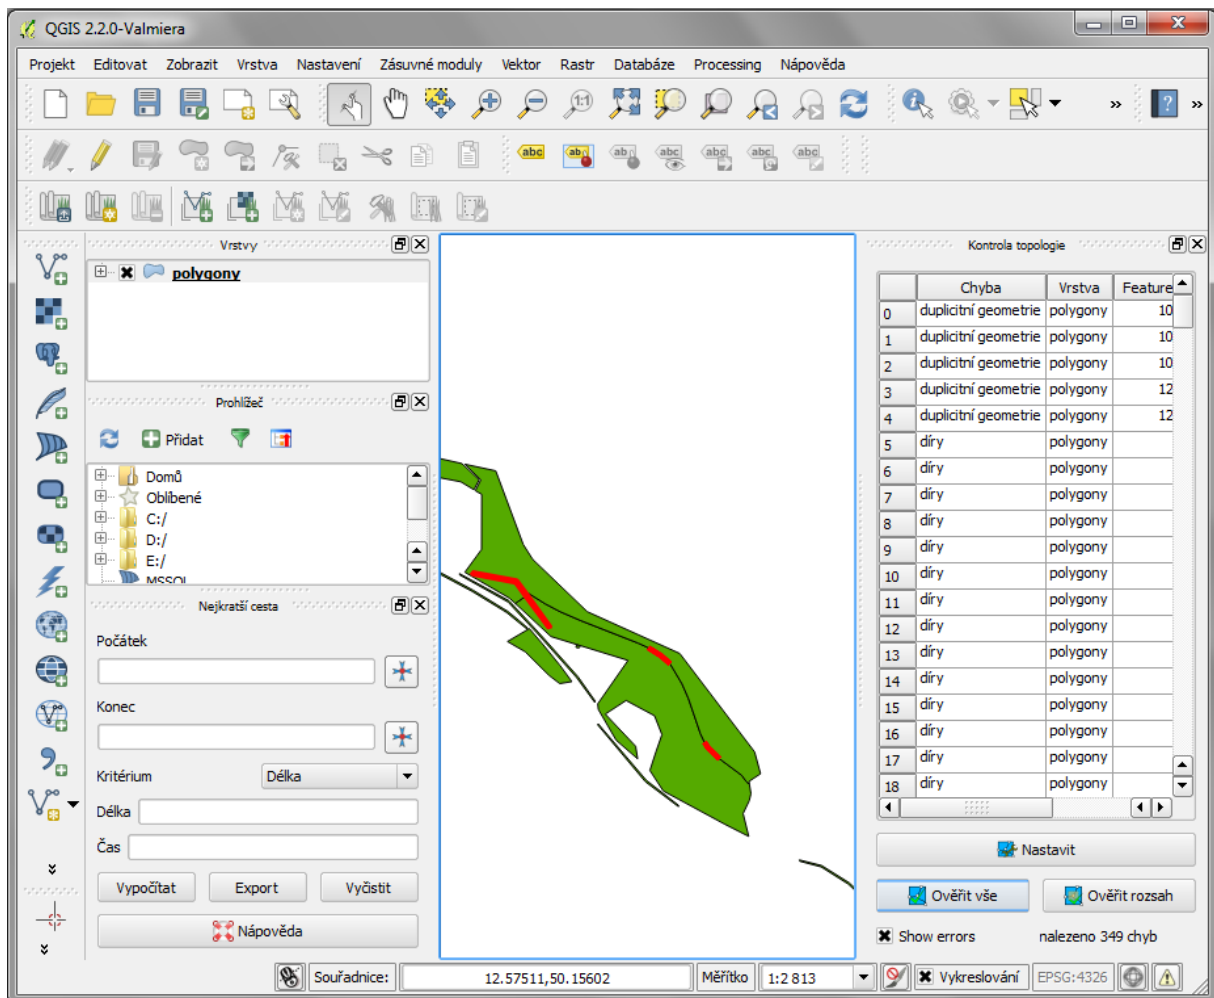 QGIS 2.2.0-Valmiera
Projekt Editovat Zobrazit Vrstva Nastavení Zásuvné moduly Vektor Rastr Databáze Processing Nápověda
Vrstvy
polygony
Prohlížeč
Přidat
Domů
Oblíbené
C:/
D:/
E:/
MSSQL
Nejkratší cesta
Počátek
Konec
Kritérium Délka
Délka
Čas
Vypočítat Export Vyčistit
Nápověda
Kontrola topologie
Chyba Vrstva Feature
0 duplicitní geometrie polygony 10
1 duplicitní geometrie polygony 10
2 duplicitní geometrie polygony 10
3 duplicitní geometrie polygony 12
4 duplicitní geometrie polygony 12
5 díry polygony
6 díry polygony
7 díry polygony
8 díry polygony
9 díry polygony
10 díry polygony
11 díry polygony
12 díry polygony
13 díry polygony
14 díry polygony
15 díry polygony
16 díry polygony
17 díry polygony
18 díry polygony
Nastavit
Ověřit vše Ověřit rozsah
Show errors nalezeno 349 chyb
Souřadnice: 12.57511,50.15602 Měřítko 1:2 813 Vykreslování EPSG:4326